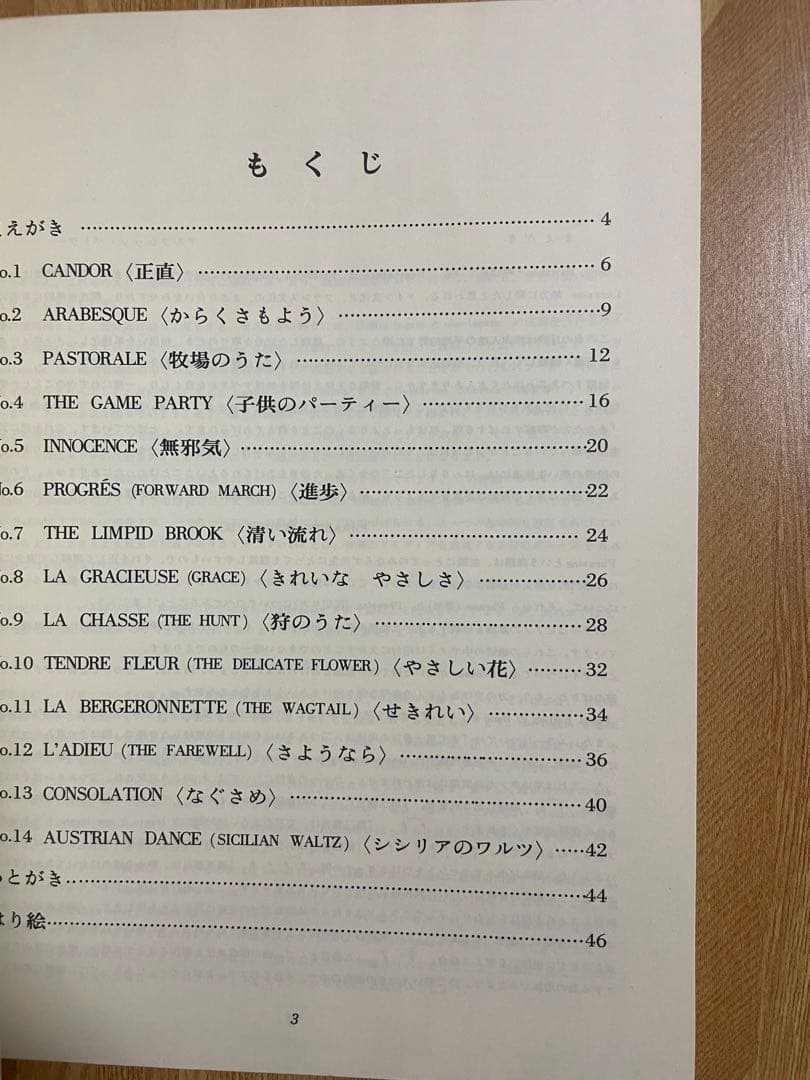 もくじ
えがき ……… 4
o.1 CANDOR〈正直〉……… 6
o.2 ARABESQUE〈からくさもよう〉……… 9
o.3 PASTORALE〈牧場のうた〉……… 12
o.4 THE GAME PARTY〈子供のパーティー〉……… 16
No.5 INNOCENCE〈無邪気〉……… 20
No.6 PROGRÉS (FORWARD MARCH)〈進歩〉……… 22
No.7 THE LIMPID BROOK〈清い流れ〉……… 24
No.8 LA GRACIEUSE (GRACE)〈きれいな やさしさ〉……… 26
No.9 LA CHASSE (THE HUNT)〈狩のうた〉……… 28
o.10 TENDRE FLEUR (THE DELICATE FLOWER)〈やさしい花〉……… 32
o.11 LA BERGERONNETTE (THE WAGTAIL)〈せきれい〉……… 34
o.12 L'ADIEU (THE FAREWELL)〈さようなら〉……… 36
o.13 CONSOLATION〈なぐさめ〉……… 40
o.14 AUSTRIAN DANCE (SICILIAN WALTZ)〈シシリアのワルツ〉…… 42
とがき ……… 44
はり絵 ……… 46
3